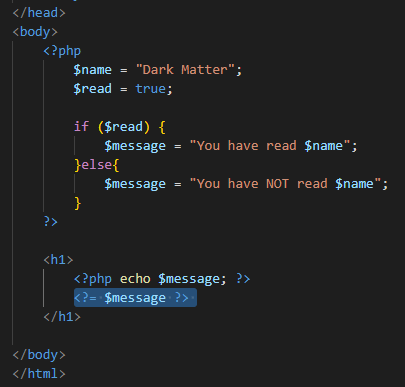 </head>
<body>
<?php
$name = "Dark Matter";
$read = true;
if ($read) {
$message = "You have read $name";
}else{
$message = "You have NOT read $name";
}
?>
<h1>
<?php echo $message; ?>
<?= $message ?>
</h1>
</body>
</html>